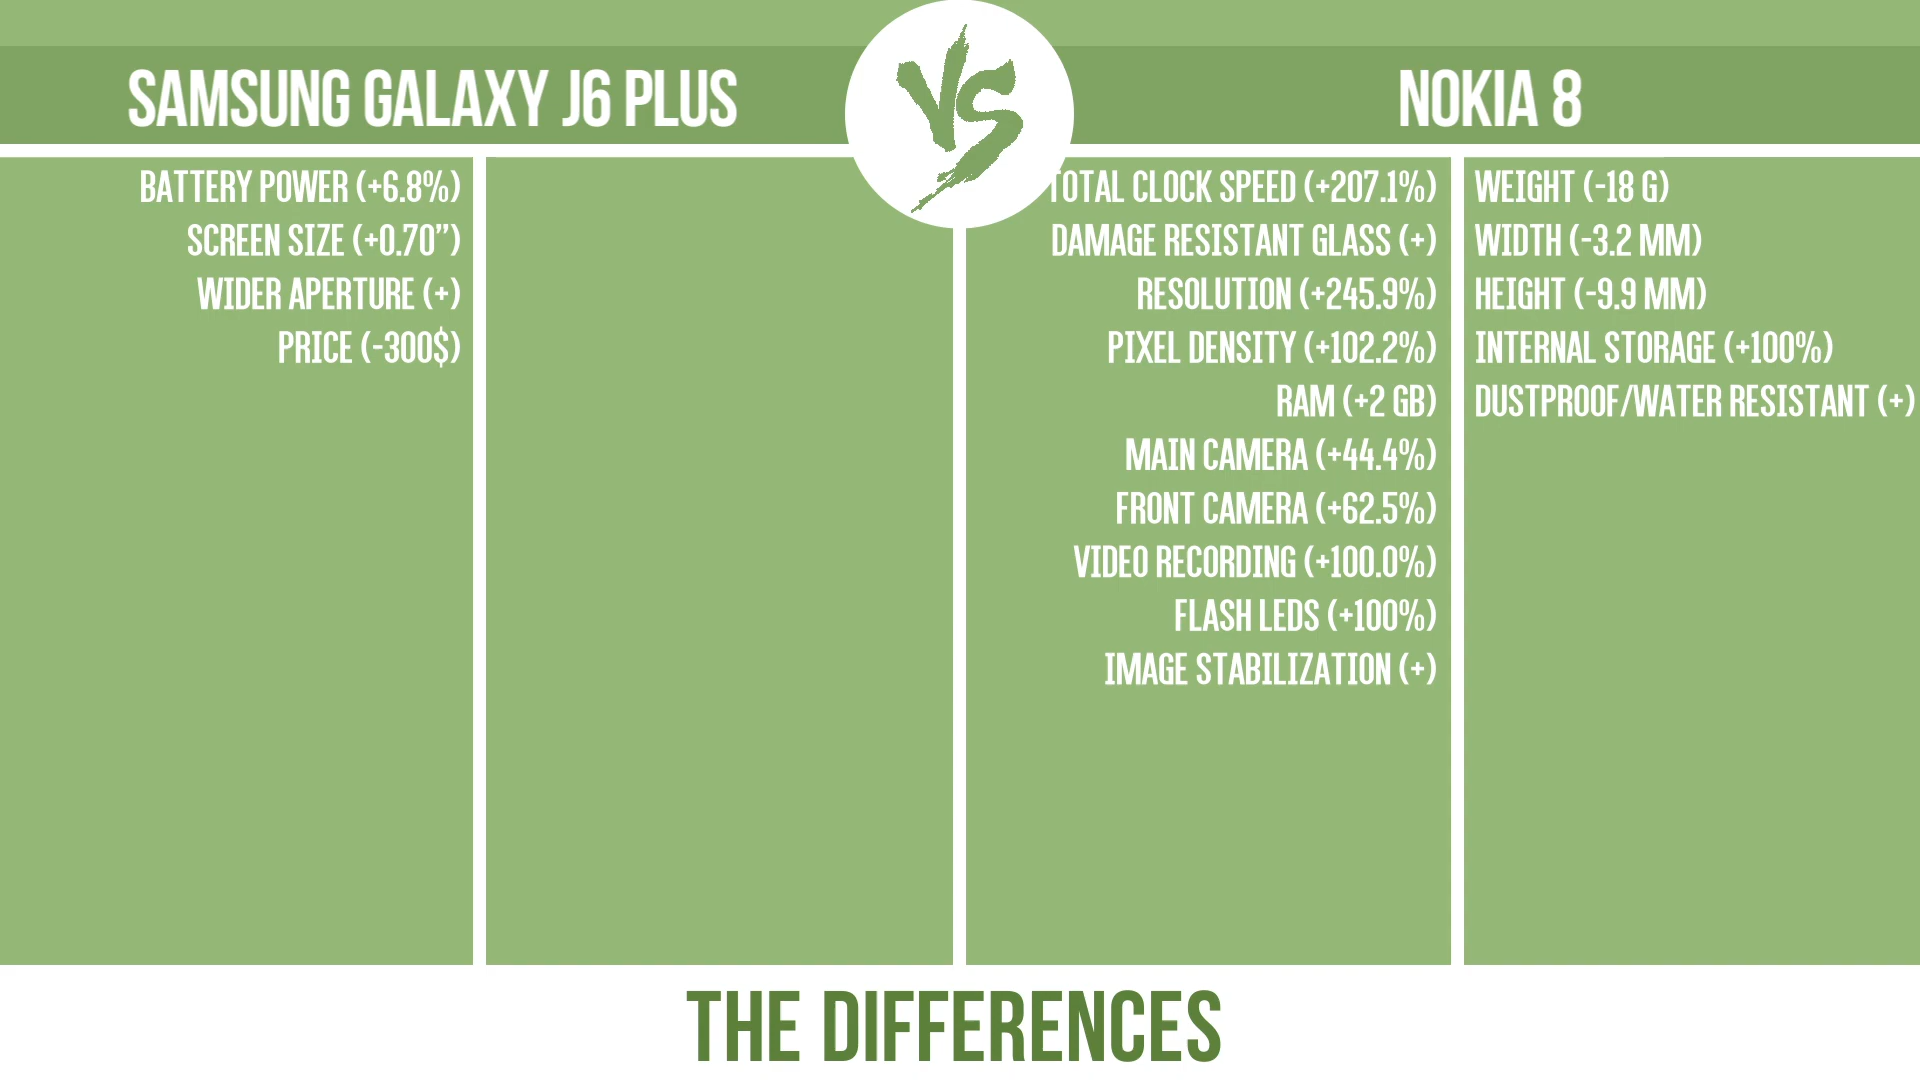 SAMSUNG GALAXY J6 PLUS
VS
NOKIA 8
BATTERY POWER (+6.8%)
SCREEN SIZE (+0.70”)
WIDER APERTURE (+)
PRICE (-300$)
TOTAL CLOCK SPEED (+207.1%)
DAMAGE RESISTANT GLASS (+)
RESOLUTION (+245.9%)
PIXEL DENSITY (+102.2%)
RAM (+2 GB)
MAIN CAMERA (+44.4%)
FRONT CAMERA (+62.5%)
VIDEO RECORDING (+100.0%)
FLASH LEDS (+100%)
IMAGE STABILIZATION (+)
WEIGHT (-18 G)
WIDTH (-3.2 MM)
HEIGHT (-9.9 MM)
INTERNAL STORAGE (+100%)
DUSTPROOF/WATER RESISTANT (+)
THE DIFFERENCES